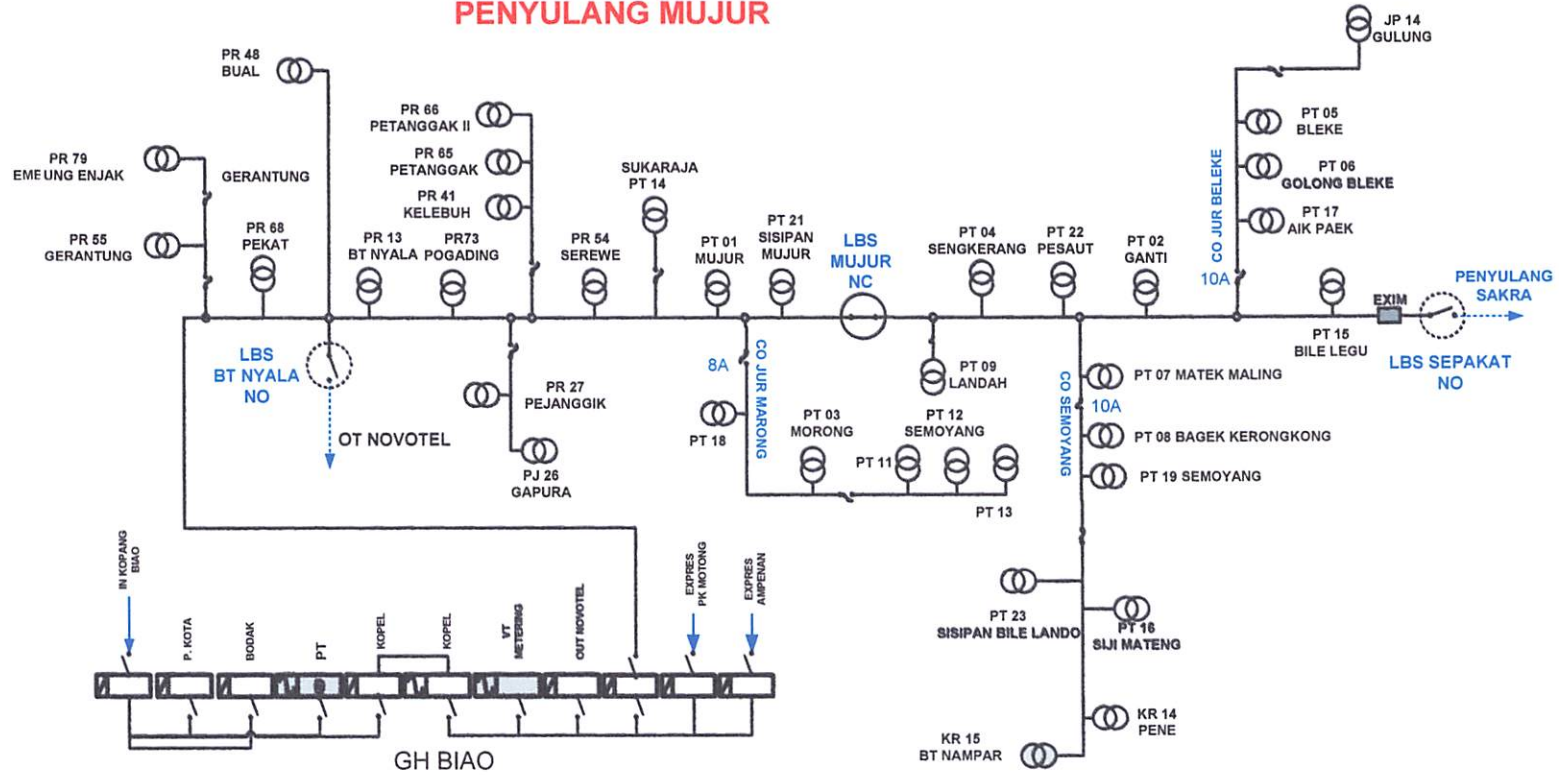 PENYULANG MUJUR
JP 14
GULUNG
PR 48
BUAL
PR 66
PETANGGAK II
PR 65
PETANGGAK
PR 41
KELEBUH
PR 79
EMBUNG ENJAK
GERANTUNG
PR 55
GERANTUNG
PR 68
PEKAT
PR 13
BT NYALA
PR73
POGADING
PR 54
SEREWE
SUKARAJA
PT 14
PT 01
MUJUR
PT 21
SISIPAN
MUJUR
LBS
MUJUR
NC
PT 04
SENGKERANG
PT 22
PESAUT
PT 02
GANTI
CO JUR BELEKE
10A
PT 05
BLEKE
PT 06
GOLONG BLEKE
PT 17
AIK PAEK
PT 15
BILE LEGU
EXIM
PENYULANG
SAKRA
LBS SEPAKAT
NO
LBS
BT NYALA
NO
OT NOVOTEL
PR 27
PEJANGGIK
PJ 26
GAPURA
8A
CO JUR MARONG
PT 18
PT 03
MORONG
PT 11
PT 12
SEMOYANG
PT 13
PT 09
LANDAH
CO SEMOYANG
PT 07 MATEK MALING
10A
PT 08 BAGEK KERONGKONG
PT 19 SEMOYANG
PT 23
SISIPAN BILE LANDO
PT 16
SIJI MATENG
KR 14
PENE
KR 15
BT NAMPAR
IN KOPANG
BIAO
P. KOTA
BODAK
PT
KOPEL
KOPEL
VT
METERING
OUT NOVOTEL
EXPRES
PK MOTONG
EXPRES
AMPENAN
GH BIAO